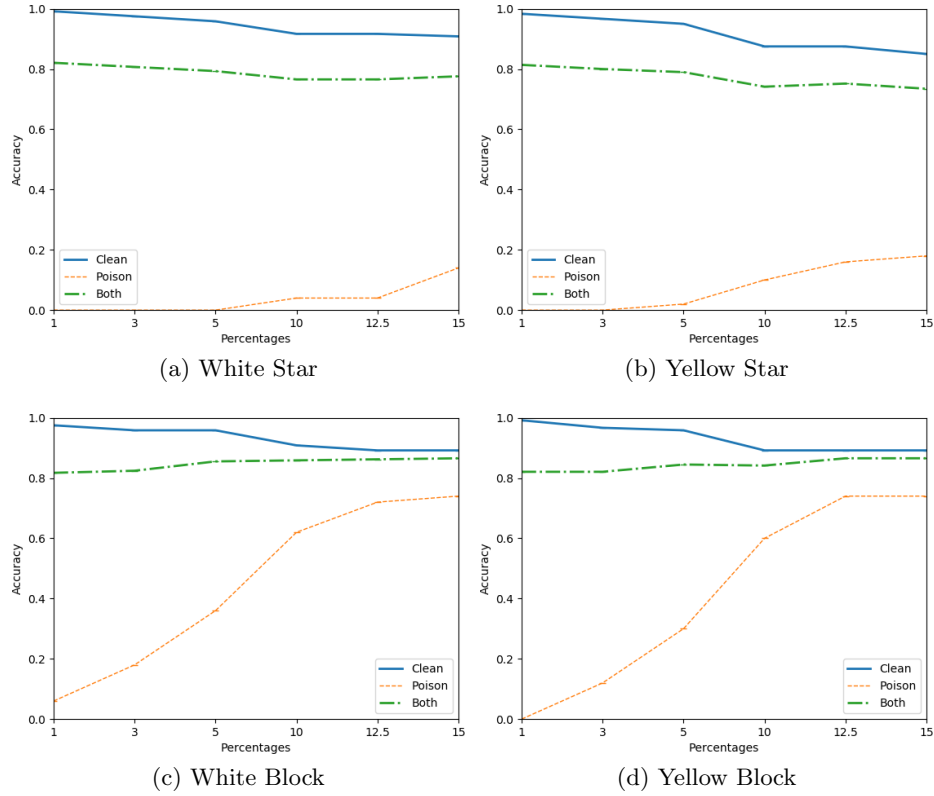 1.0
0.8
0.6
0.4
0.2
0.0
Accuracy
Clean
Poison
Both
1 3 5 10 12.5 15
Percentages
(a) White Star
1.0
0.8
0.6
0.4
0.2
0.0
Accuracy
Clean
Poison
Both
1 3 5 10 12.5 15
Percentages
(b) Yellow Star
1.0
0.8
0.6
0.4
0.2
0.0
Accuracy
Clean
Poison
Both
1 3 5 10 12.5 15
Percentages
(c) White Block
1.0
0.8
0.6
0.4
0.2
0.0
Accuracy
Clean
Poison
Both
1 3 5 10 12.5 15
Percentages
(d) Yellow Block